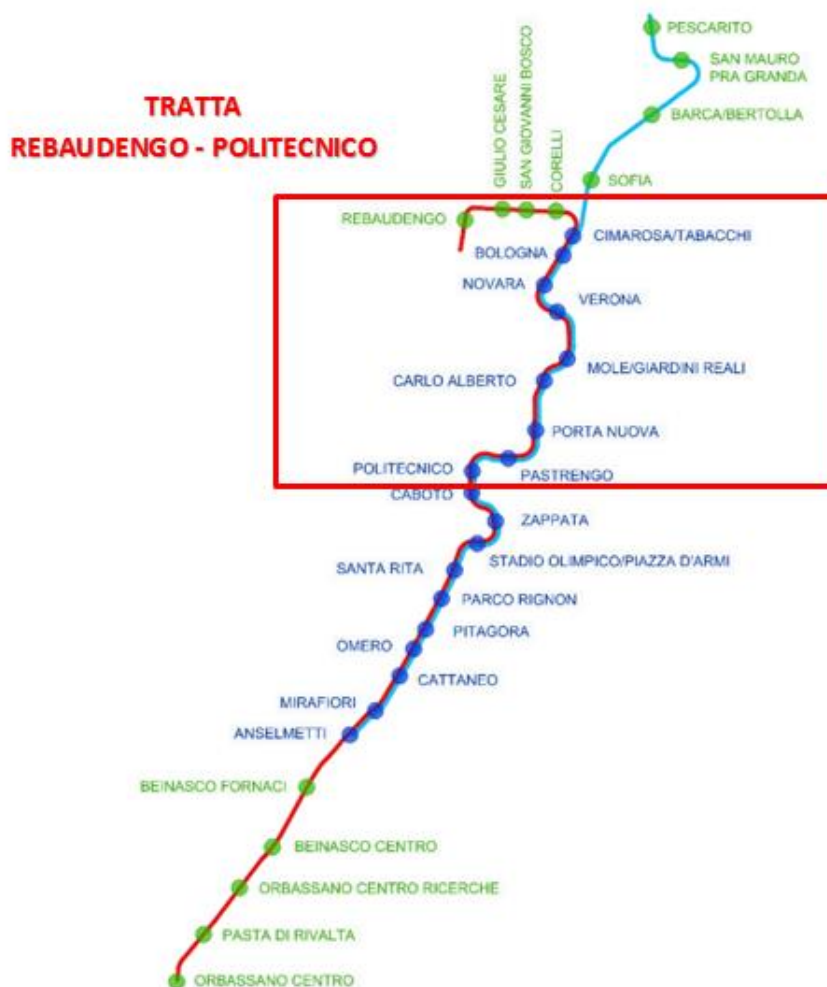 PESCARITO
SAN MAURO
PRA GRANDA
TRATTA
REBAUDENGO - POLITECNICO
BARCA/BERTOLLA
GIULIO CESARE
SAN GIOVANNI BOSCO
CORELLI
SOFIA
REBAUDENGO
CIMAROSA/TABACCHI
BOLOGNA
NOVARA
VERONA
MOLE/GIARDINI REALI
CARLO ALBERTO
PORTA NUOVA
POLITECNICO
PASTRENGO
CABOTO
ZAPPATA
STADIO OLIMPICO/PIAZZA D'ARMI
SANTA RITA
PARCO RIGNON
PITAGORA
OMERO
CATTANEO
MIRAFIORI
ANSELMETTI
BEINASCO FORNACI
BEINASCO CENTRO
ORBASSANO CENTRO RICERCHE
PASTA DI RIVALTA
ORBASSANO CENTRO